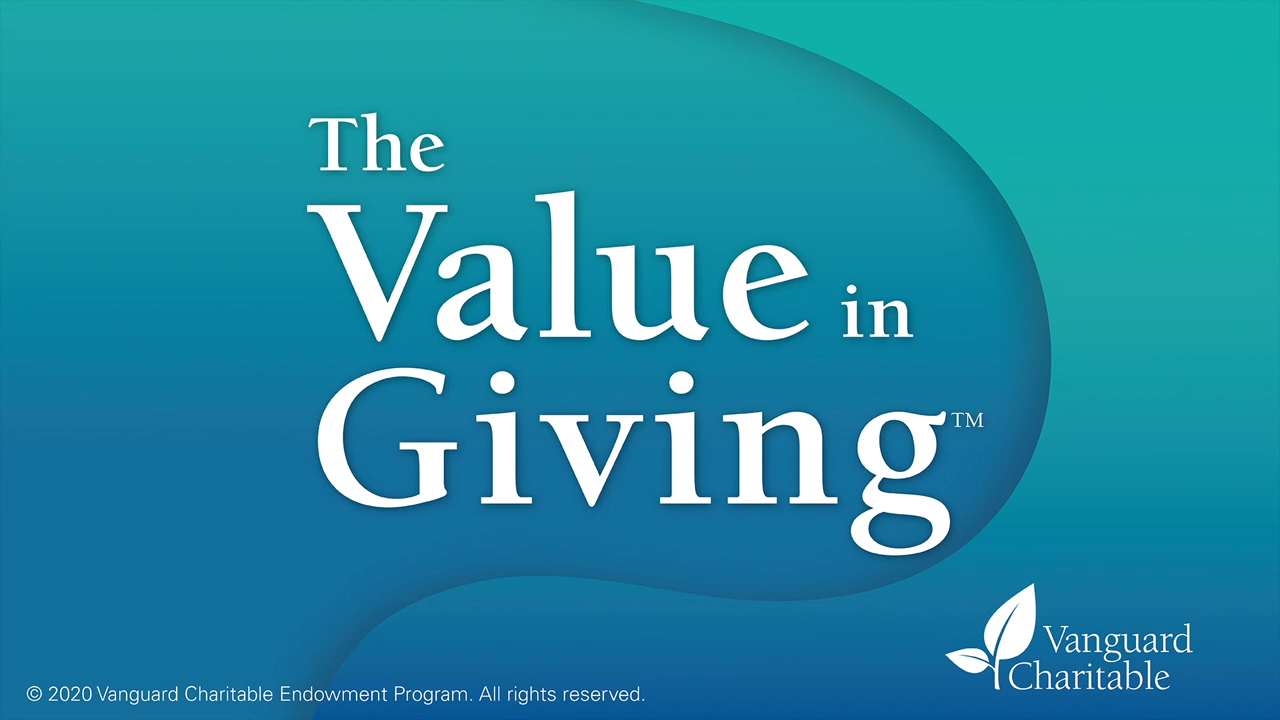 The
Value in
Giving™
Vanguard
Charitable
© 2020 Vanguard Charitable Endowment Program. All rights reserved.